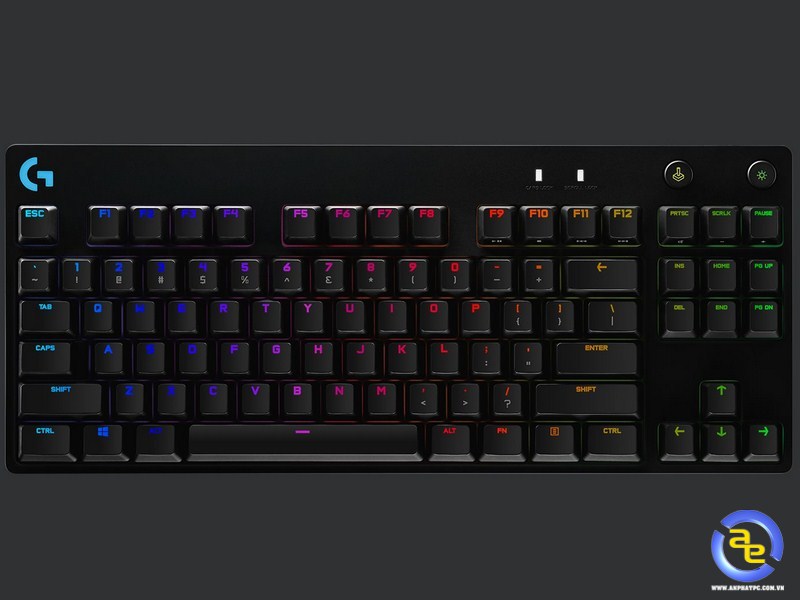 G
ESC F1 F2 F3 F4 F5 F6 F7 F8 F9 F10 F11 F12 PRTSC SCRLK PAUSE
` 1 2 3 4 5 6 7 8 9 0 - = ← INS HOME PG UP
~ ! @ # $ % ^ & * ( ) _ +
TAB Q W E R T Y U I O P [ ] \ DEL END PG DN
{ } |
CAPS A S D F G H J K L ; ' ENTER
: "
SHIFT Z X C V B N M , . / SHIFT ↑
< > ?
CTRL ALT ALT FN CTRL ← ↓ →
ae
WWW.ANPHATPC.COM.VN